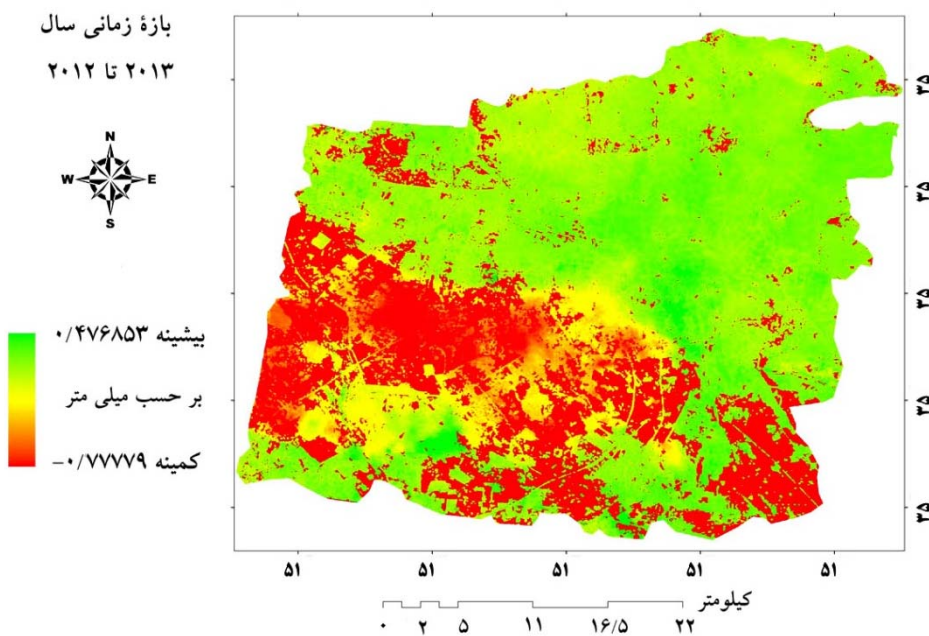 بازهٔ زمانی سال
۲۰۱۲ تا ۲۰۱۳
N
W E
S
بیشینه ۰/۴۷۶۸۵۳
بر حسب میلی متر
کمینه -۰/۷۷۷۷۹
۳۵
۳۵
۳۵
۳۵
۳۵
۵۱ ۵۱ ۵۱ ۵۱ ۵۱
کیلومتر
۰ ۲ ۵ ۱۱ ۱۶/۵ ۲۲